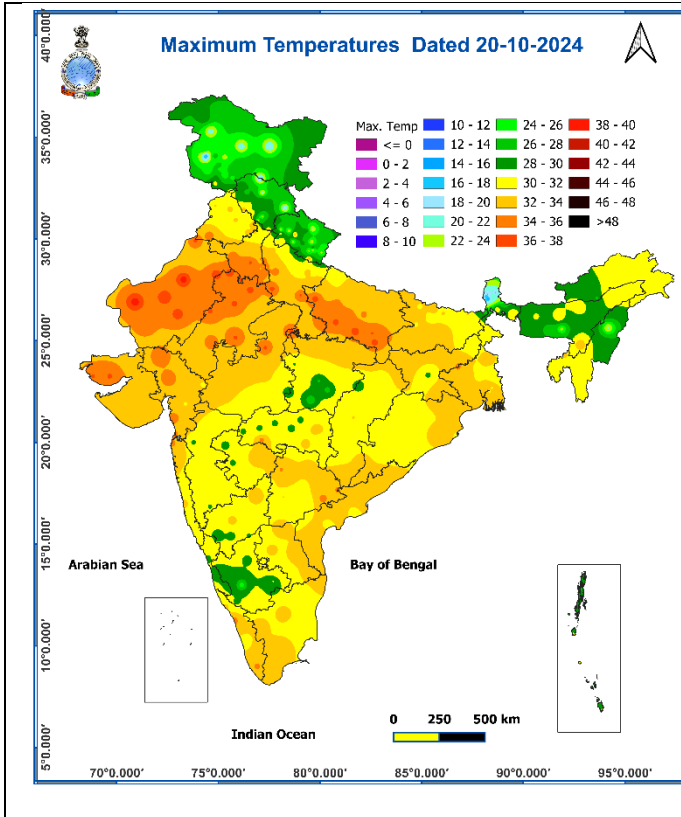 Maximum Temperatures Dated 20-10-2024
Max. Temp
<= 0
0 - 2
2 - 4
4 - 6
6 - 8
8 - 10
10 - 12
12 - 14
14 - 16
16 - 18
18 - 20
20 - 22
22 - 24
24 - 26
26 - 28
28 - 30
30 - 32
32 - 34
34 - 36
36 - 38
38 - 40
40 - 42
42 - 44
44 - 46
46 - 48
>48
40°0.000'
35°0.000'
30°0.000'
25°0.000'
20°0.000'
15°0.000'
10°0.000'
5°0.000'
Arabian Sea
Bay of Bengal
Indian Ocean
0 250 500 km
70°0.000' 75°0.000' 80°0.000' 85°0.000' 90°0.000' 95°0.000'